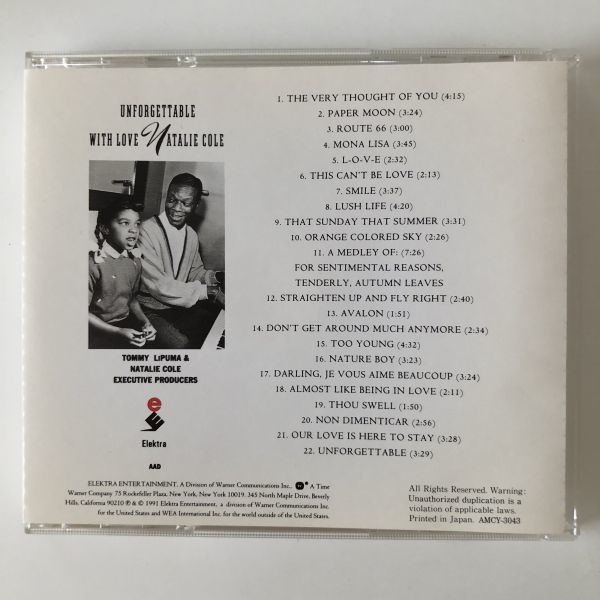 UNFORGETTABLE
WITH LOVE NATALIE COLE
TOMMY LiPUMA &
NATALIE COLE
EXECUTIVE PRODUCERS
e
Elektra
AAD
1. THE VERY THOUGHT OF YOU (4:15)
2. PAPER MOON (3:24)
3. ROUTE 66 (3:00)
4. MONA LISA (3:45)
5. L-O-V-E (2:32)
6. THIS CAN'T BE LOVE (2:13)
7. SMILE (3:37)
8. LUSH LIFE (4:20)
9. THAT SUNDAY THAT SUMMER (3:31)
10. ORANGE COLORED SKY (2:26)
11. A MEDLEY OF: (7:26)
FOR SENTIMENTAL REASONS,
TENDERLY, AUTUMN LEAVES
12. STRAIGHTEN UP AND FLY RIGHT (2:40)
13. AVALON (1:51)
14. DON'T GET AROUND MUCH ANYMORE (2:34)
15. TOO YOUNG (4:32)
16. NATURE BOY (3:23)
17. DARLING, JE VOUS AIME BEAUCOUP (3:24)
18. ALMOST LIKE BEING IN LOVE (2:11)
19. THOU SWELL (1:50)
20. NON DIMENTICAR (2:56)
21. OUR LOVE IS HERE TO STAY (3:28)
22. UNFORGETTABLE (3:29)
ELEKTRA ENTERTAINMENT, A Division of Warner Communications Inc., A Time
Warner Company 75 Rockefeller Plaza, New York, New York 10019. 345 North Maple Drive, Beverly
Hills, California 90210 ℗ & © 1991 Elektra Entertainment, a division of Warner Communications Inc.
for the United States and WEA International Inc. for the world outside of the United States.
All Rights Reserved. Warning:
Unauthorized duplication is a
violation of applicable laws.
Printed in Japan. AMCY-3043